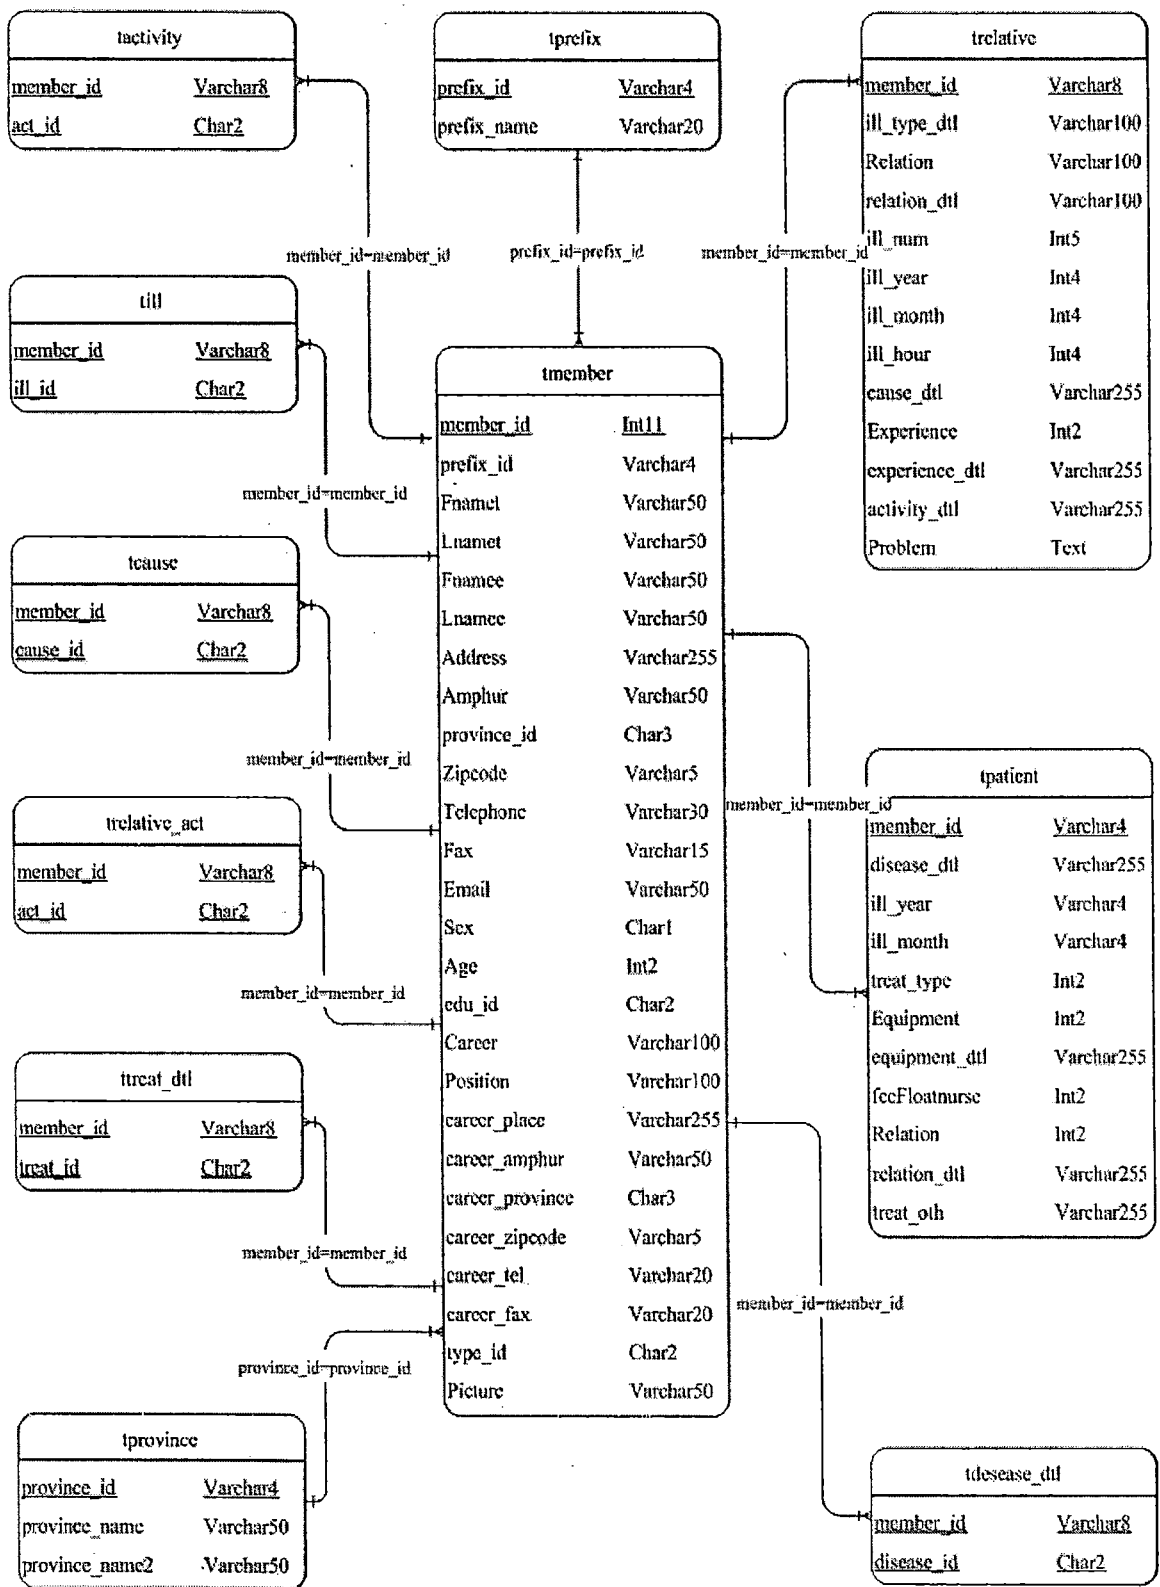 tactivity
member_id Varchar8
act_id Char2
tprefix
prefix_id Varchar4
prefix_name Varchar20
trelative
member_id Varchar8
ill_type_dtl Varchar100
Relation Varchar100
relation_dtl Varchar100
ill_num Int5
ill_year Int4
ill_month Int4
ill_hour Int4
cause_dtl Varchar255
Experience Int2
experience_dtl Varchar255
activity_dtl Varchar255
Problem Text
member_id=member_id
prefix_id=prefix_id
member_id=member_id
till
member_id Varchar8
ill_id Char2
member_id=member_id
tcause
member_id Varchar8
cause_id Char2
member_id=member_id
trelative_act
member_id Varchar8
act_id Char2
member_id=member_id
ttreat_dtl
member_id Varchar8
treat_id Char2
member_id=member_id
province_id=province_id
tprovince
province_id Varchar4
province_name Varchar50
province_name2 Varchar50
tmember
member_id Int11
prefix_id Varchar4
Fnamet Varchar50
Lnamet Varchar50
Fnamee Varchar50
Lnamee Varchar50
Address Varchar255
Amphur Varchar50
province_id Char3
Zipcode Varchar5
Telephone Varchar30
Fax Varchar15
Email Varchar50
Sex Char1
Age Int2
edu_id Char2
Career Varchar100
Position Varchar100
career_place Varchar255
career_amphur Varchar50
career_province Char3
career_zipcode Varchar5
career_tel Varchar20
career_fax Varchar20
type_id Char2
Picture Varchar50
member_id=member_id
tpatient
member_id Varchar4
disease_dtl Varchar255
ill_year Varchar4
ill_month Varchar4
treat_type Int2
Equipment Int2
equipment_dtl Varchar255
feeFloatnurse Int2
Relation Int2
relation_dtl Varchar255
treat_oth Varchar255
member_id=member_id
tdesease_dtl
member_id Varchar8
disease_id Char2